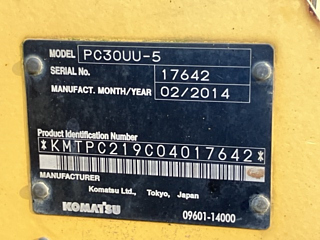 MODEL PC30UU-5
SERIAL No. 17642
MANUFACT. MONTH/YEAR 02/2014
Product Identification Number
*KMTPC219C04017642*
MANUFACTURER
Komatsu Ltd., Tokyo, Japan
KOMATSU 09601-14000